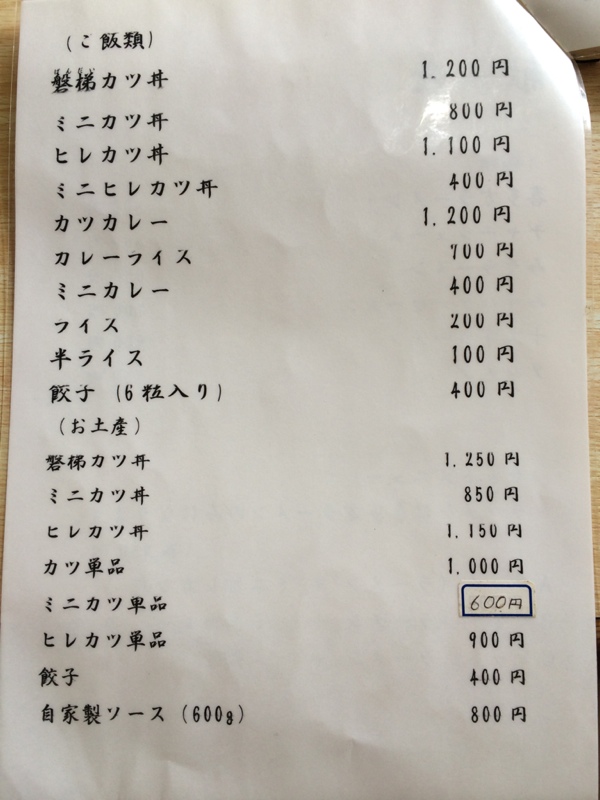 (ご飯類)
磐梯カツ丼 1,200円
ミニカツ丼 800円
ヒレカツ丼 1,100円
ミニヒレカツ丼 400円
カツカレー 1,200円
カレーライス 700円
ミニカレー 400円
ライス 200円
半ライス 100円
餃子 (6粒入り) 400円
(お土産)
磐梯カツ丼 1,250円
ミニカツ丼 850円
ヒレカツ丼 1,150円
カツ単品 1,000円
ミニカツ単品 600円
ヒレカツ単品 900円
餃子 400円
自家製ソース (600g) 800円